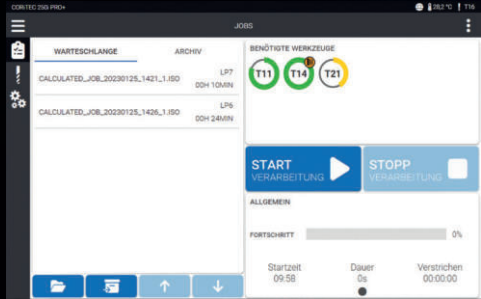 CORiTEC 250i PRO+
28,2 °C T16
JOBS
WARTESCHLANGE ARCHIV
CALCULATED_JOB_20230125_1421_1.ISO
LP7
00H 10MIN
CALCULATED_JOB_20230125_1426_1.ISO
LP6
00H 24MIN
BENÖTIGTE WERKZEUGE
T11 T14 T21
START
VERARBEITUNG
STOPP
VERARBEITUNG
ALLGEMEIN
FORTSCHRITT 0%
Startzeit Dauer Verstrichen
09:58 0s 00:00:00